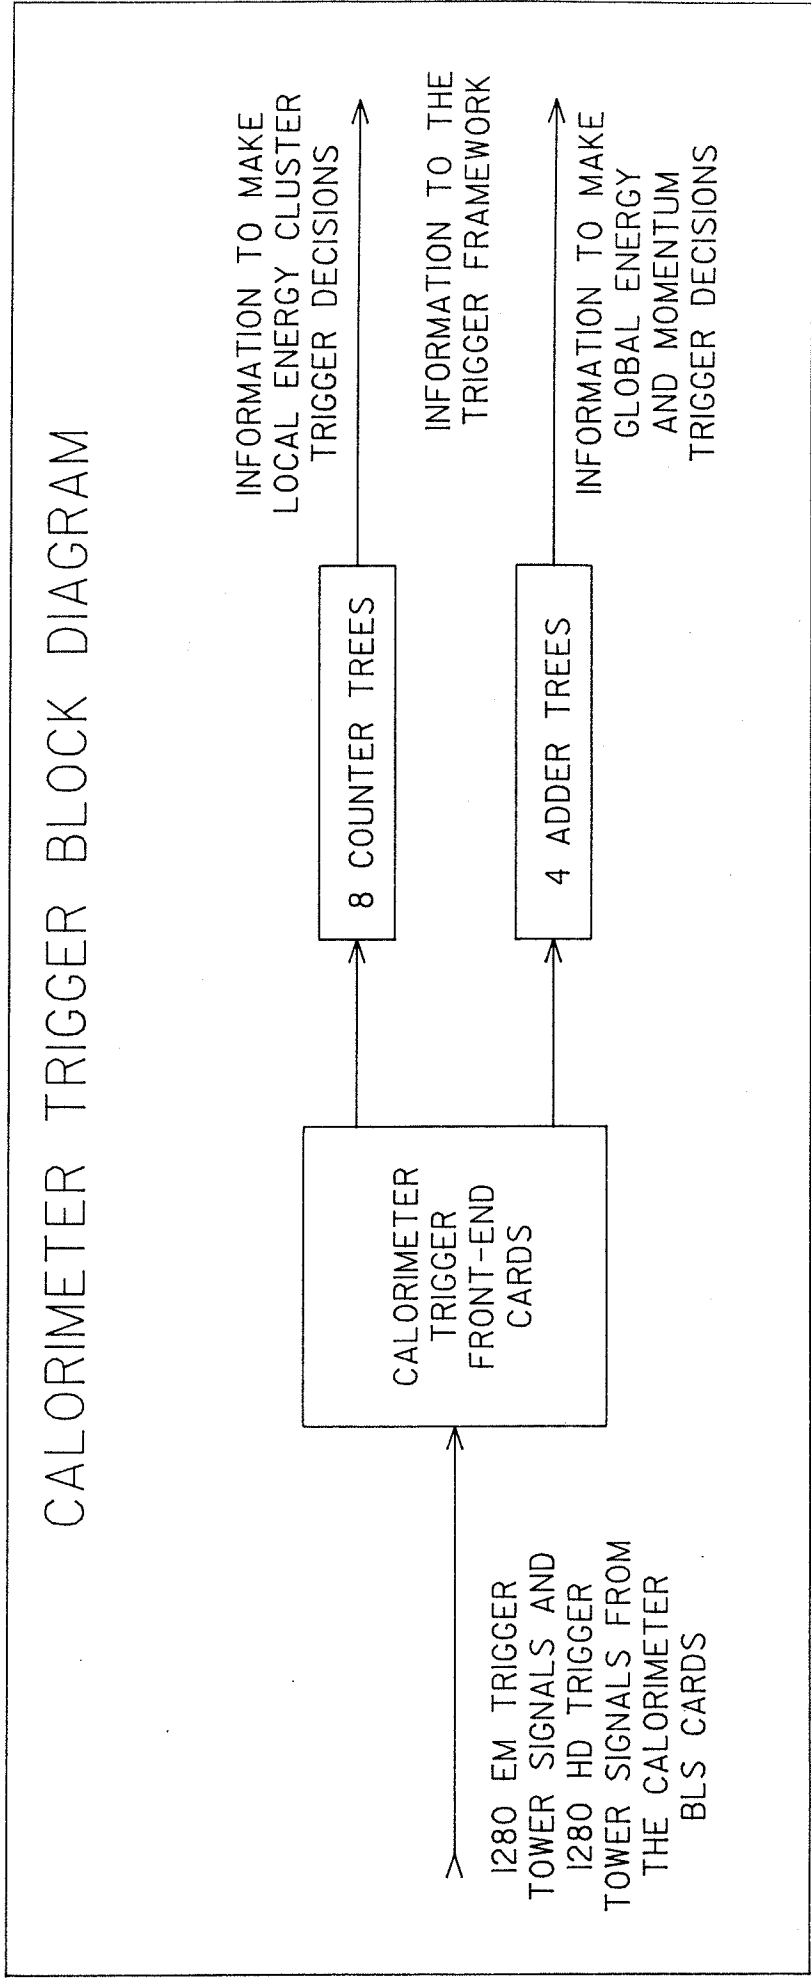 CALORIMETER TRIGGER BLOCK DIAGRAM
1280 EM TRIGGER
TOWER SIGNALS AND
1280 HD TRIGGER
TOWER SIGNALS FROM
THE CALORIMETER
BLS CARDS
CALORIMETER
TRIGGER
FRONT-END
CARDS
8 COUNTER TREES
4 ADDER TREES
INFORMATION TO MAKE
LOCAL ENERGY CLUSTER
TRIGGER DECISIONS
INFORMATION TO THE
TRIGGER FRAMEWORK
INFORMATION TO MAKE
GLOBAL ENERGY
AND MOMENTUM
TRIGGER DECISIONS